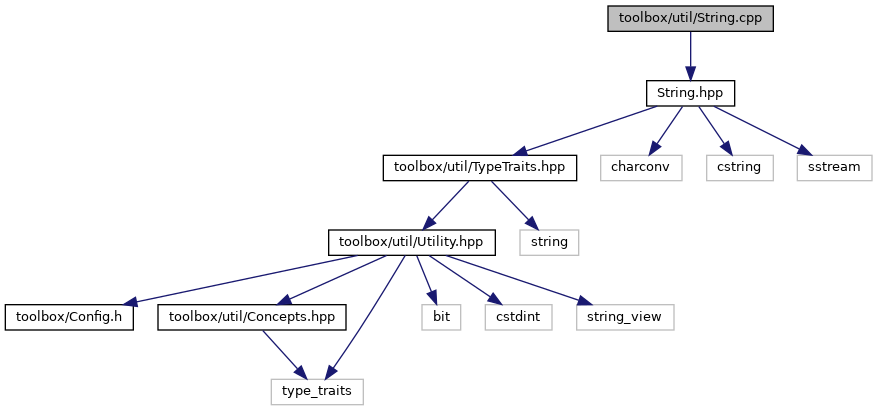 toolbox/util/String.cpp
String.hpp
toolbox/util/TypeTraits.hpp
charconv
cstring
sstream
toolbox/util/Utility.hpp
string
toolbox/Config.h
toolbox/util/Concepts.hpp
bit
cstdint
string_view
type_traits